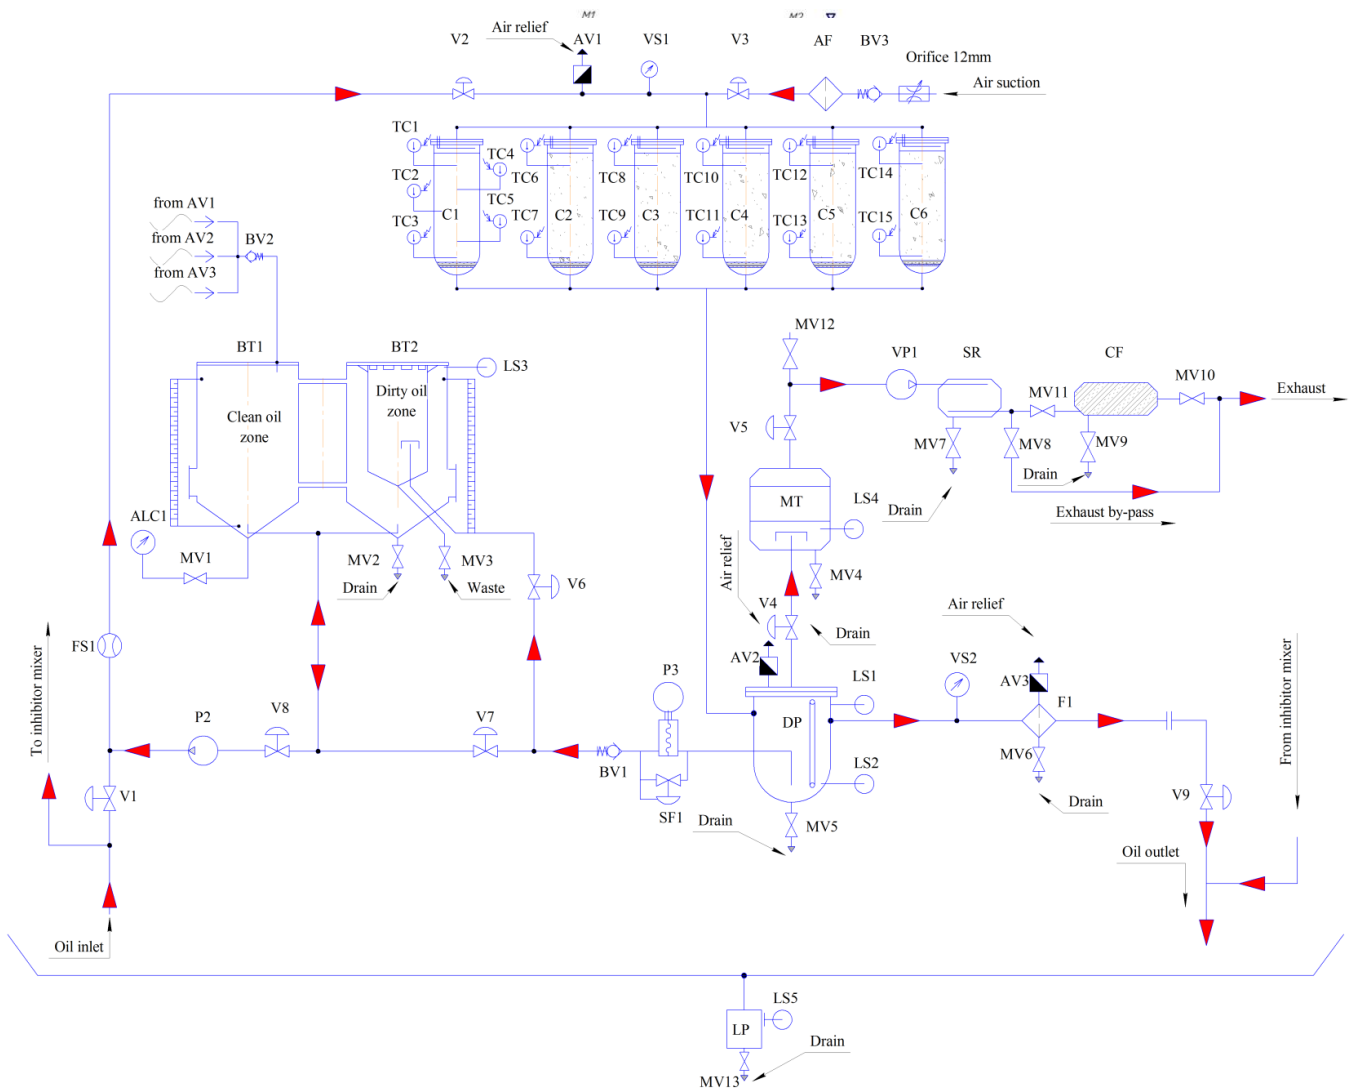 M1
M2
Air relief
V2
AV1
VS1
V3
AF
BV3
Orifice 12mm
Air suction
TC1
TC2
TC3
TC4
TC5
TC6
TC7
TC8
TC9
TC10
TC11
TC12
TC13
TC14
TC15
C1
C2
C3
C4
C5
C6
from AV1
from AV2
from AV3
BV2
BT1
BT2
LS3
Clean oil
zone
Dirty oil
zone
MV12
VP1
SR
CF
MV11
MV10
Exhaust
V5
MV7
MV8
MV9
Drain
Drain
Exhaust by-pass
MT
LS4
ALC1
MV1
MV2
MV3
Drain
Waste
V6
Air relief
V4
MV4
Drain
Air relief
FS1
To inhibitor mixer
P2
V8
V7
P3
AV2
LS1
DP
LS2
VS2
AV3
F1
MV6
Drain
From inhibitor mixer
V1
BV1
SF1
Drain
MV5
V9
Oil outlet
Oil inlet
LS5
LP
Drain
MV13